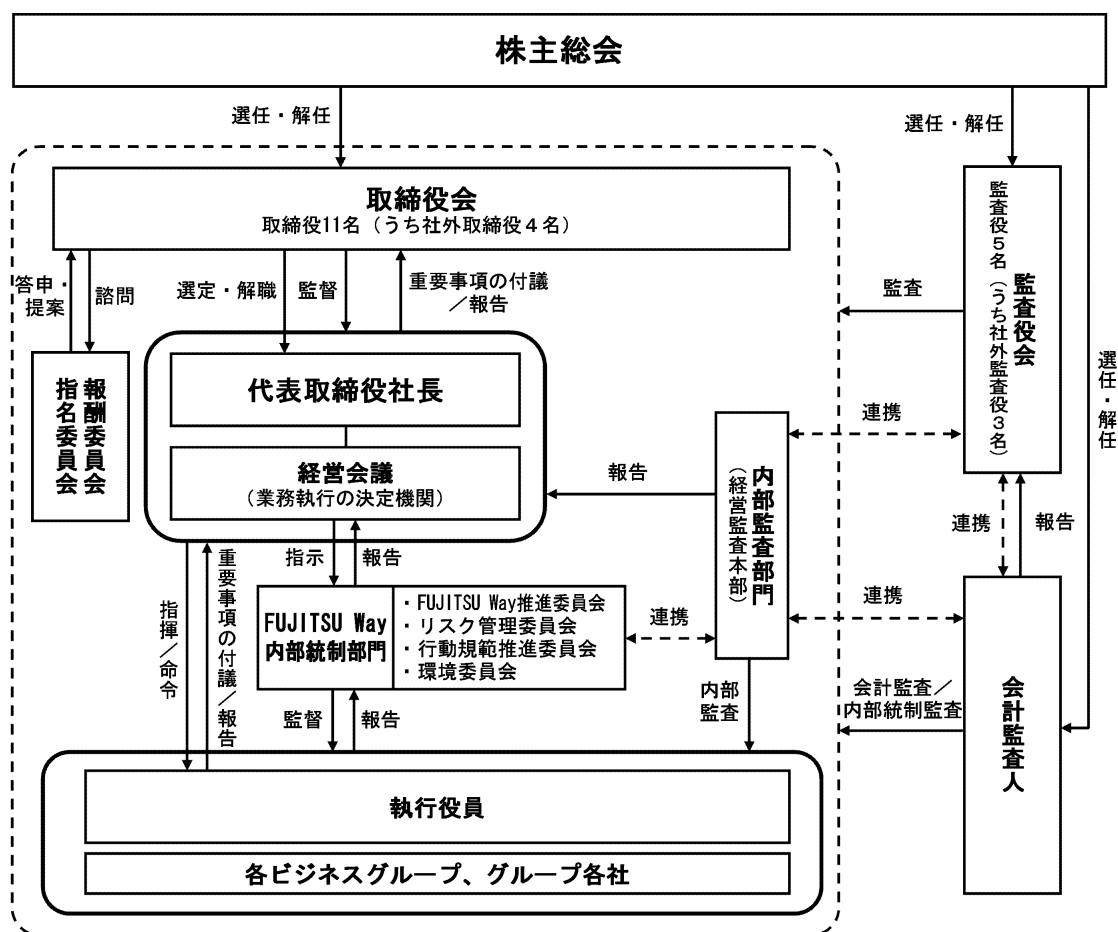 株主総会
選任・解任
選任・解任
取締役会
取締役11名（うち社外取締役４名）
監査役会
監査役５名（うち社外監査役３名）
答申・
提案
諮問
選定・解職
監督
重要事項の付議
／報告
監査
選任・解任
報酬委員会
指名委員会
代表取締役社長
経営会議
（業務執行の決定機関）
報告
内部監査部門
（経営監査本部）
連携
連携
報告
指示
報告
指揮／命令
重要事項の付議／報告
FUJITSU Way
内部統制部門
・FUJITSU Way推進委員会
・リスク管理委員会
・行動規範推進委員会
・環境委員会
連携
連携
監督
報告
内部
監査
会計監査／
内部統制監査
会計監査人
執行役員
各ビジネスグループ、グループ各社